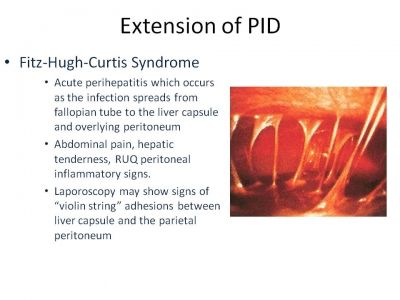 Extension of PID
• Fitz-Hugh-Curtis Syndrome
• Acute perihepatitis which occurs
as the infection spreads from
fallopian tube to the liver capsule
and overlying peritoneum
• Abdominal pain, hepatic
tenderness, RUQ peritoneal
inflammatory signs.
• Laporoscopy may show signs of
“violin string” adhesions between
liver capsule and the parietal
peritoneum